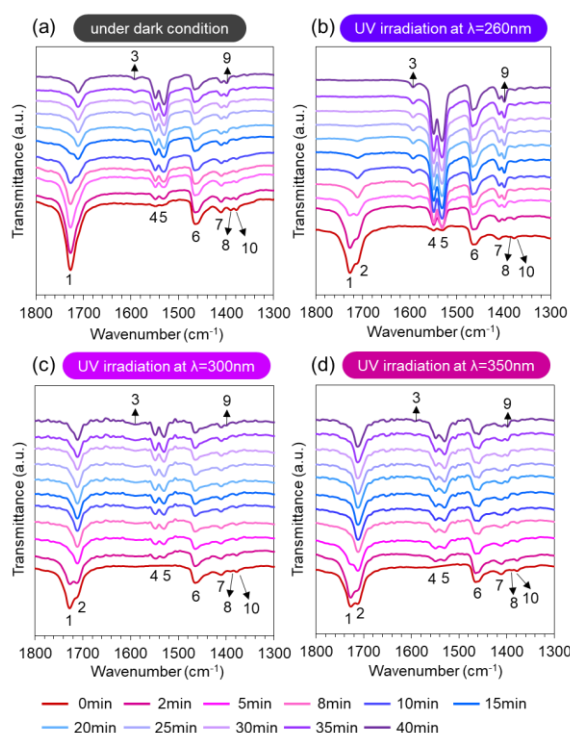 (a) under dark condition
(b) UV irradiation at λ=260nm
3
9
3
9
Transmittance (a.u.)
Transmittance (a.u.)
1
4 5
6
7
8
10
1
2
4 5
6
7
8
10
1800 1700 1600 1500 1400 1300
1800 1700 1600 1500 1400 1300
Wavenumber (cm⁻¹)
Wavenumber (cm⁻¹)
(c) UV irradiation at λ=300nm
(d) UV irradiation at λ=350nm
3
9
3
9
Transmittance (a.u.)
Transmittance (a.u.)
1
2
4 5
6
7
8
10
1
2
4 5
6
7
8
10
1800 1700 1600 1500 1400 1300
1800 1700 1600 1500 1400 1300
Wavenumber (cm⁻¹)
Wavenumber (cm⁻¹)
0min 2min 5min 8min 10min 15min
20min 25min 30min 35min 40min